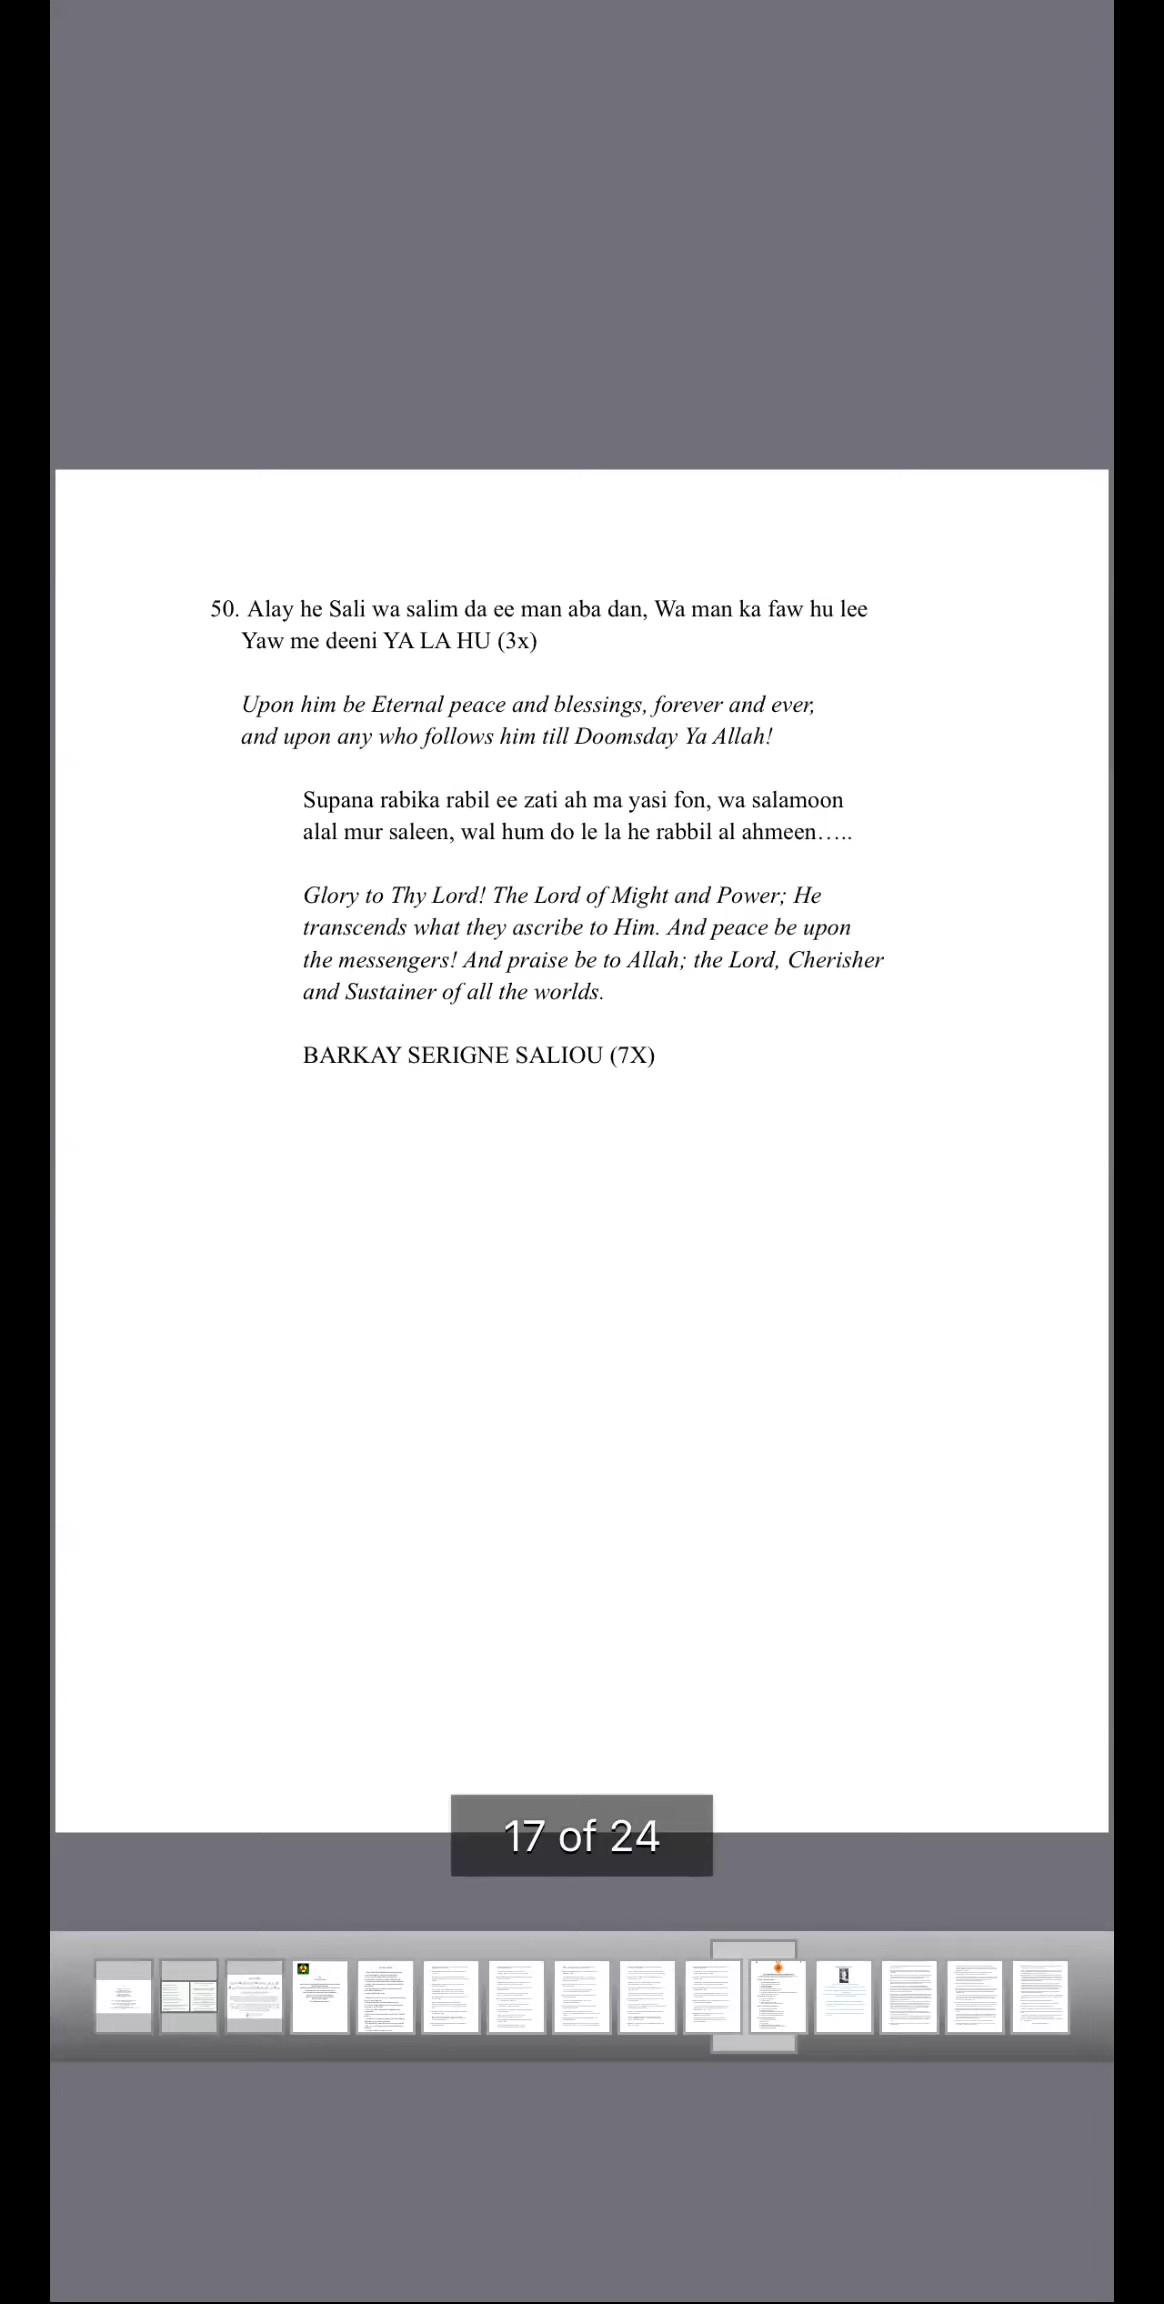 50. Alay he Sali wa salim da ee man aba dan, Wa man ka faw hu lee
Yaw me deeni YA LA HU (3x)
Upon him be Eternal peace and blessings, forever and ever,
and upon any who follows him till Doomsday Ya Allah!
Supana rabika rabil ee zati ah ma yasi fon, wa salamoon
alal mur saleen, wal hum do le la he rabbil al ahmeen…..
Glory to Thy Lord! The Lord of Might and Power; He
transcends what they ascribe to Him. And peace be upon
the messengers! And praise be to Allah; the Lord, Cherisher
and Sustainer of all the worlds.
BARKAY SERIGNE SALIOU (7X)
17 of 24